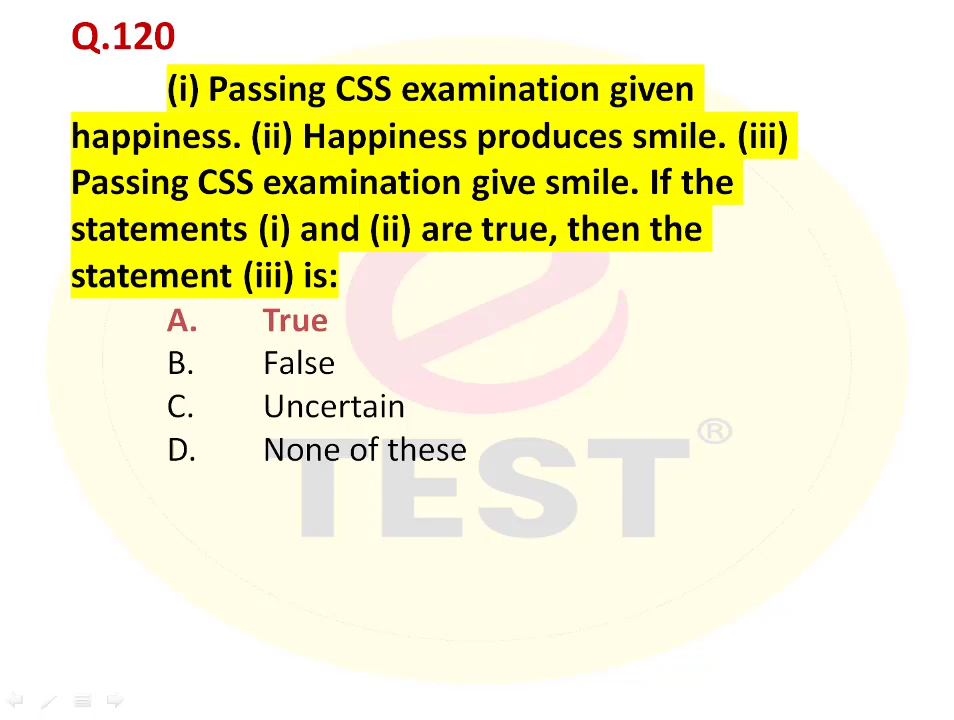 Q.120
(i) Passing CSS examination given
happiness. (ii) Happiness produces smile. (iii)
Passing CSS examination give smile. If the
statements (i) and (ii) are true, then the
statement (iii) is:
A. True
B. False
C. Uncertain
D. None of these
e
TEST®